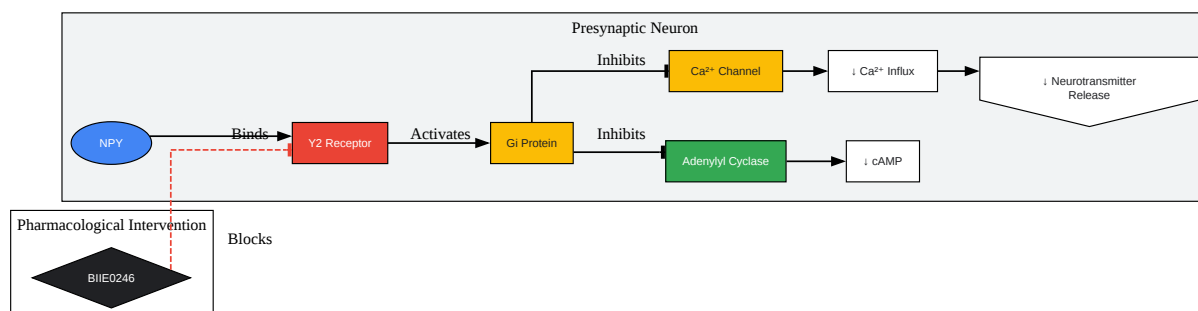 Presynaptic Neuron
Inhibits
Ca²⁺ Channel
↓ Ca²⁺ Influx
↓ Neurotransmitter
Release
NPY
Binds
Y2 Receptor
Activates
Gi Protein
Inhibits
Adenylyl Cyclase
↓ cAMP
Pharmacological Intervention
Blocks
BIIE0246